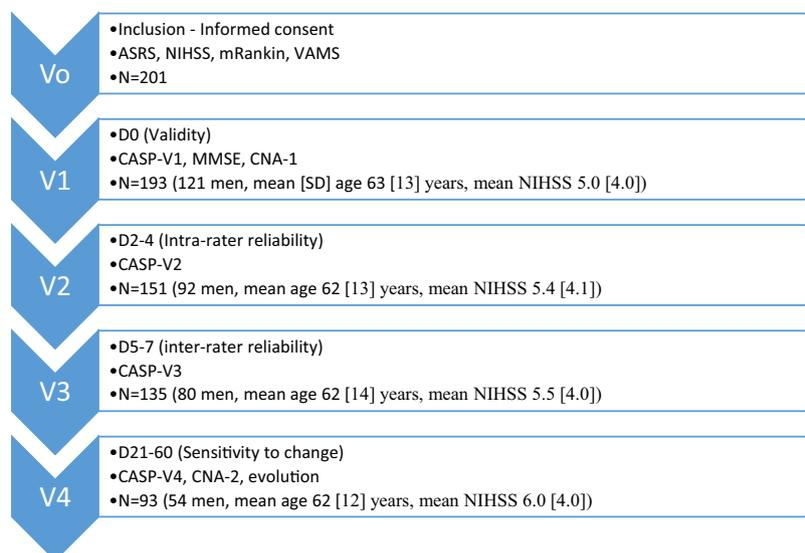 Vo
•Inclusion - Informed consent
•ASRS, NIHSS, mRankin, VAMS
•N=201
V1
•D0 (Validity)
•CASP-V1, MMSE, CNA-1
•N=193 (121 men, mean [SD] age 63 [13] years, mean NIHSS 5.0 [4.0])
V2
•D2-4 (Intra-rater reliability)
•CASP-V2
•N=151 (92 men, mean age 62 [13] years, mean NIHSS 5.4 [4.1])
V3
•D5-7 (inter-rater reliability)
•CASP-V3
•N=135 (80 men, mean age 62 [14] years, mean NIHSS 5.5 [4.0])
V4
•D21-60 (Sensitivity to change)
•CASP-V4, CNA-2, evolution
•N=93 (54 men, mean age 62 [12] years, mean NIHSS 6.0 [4.0])